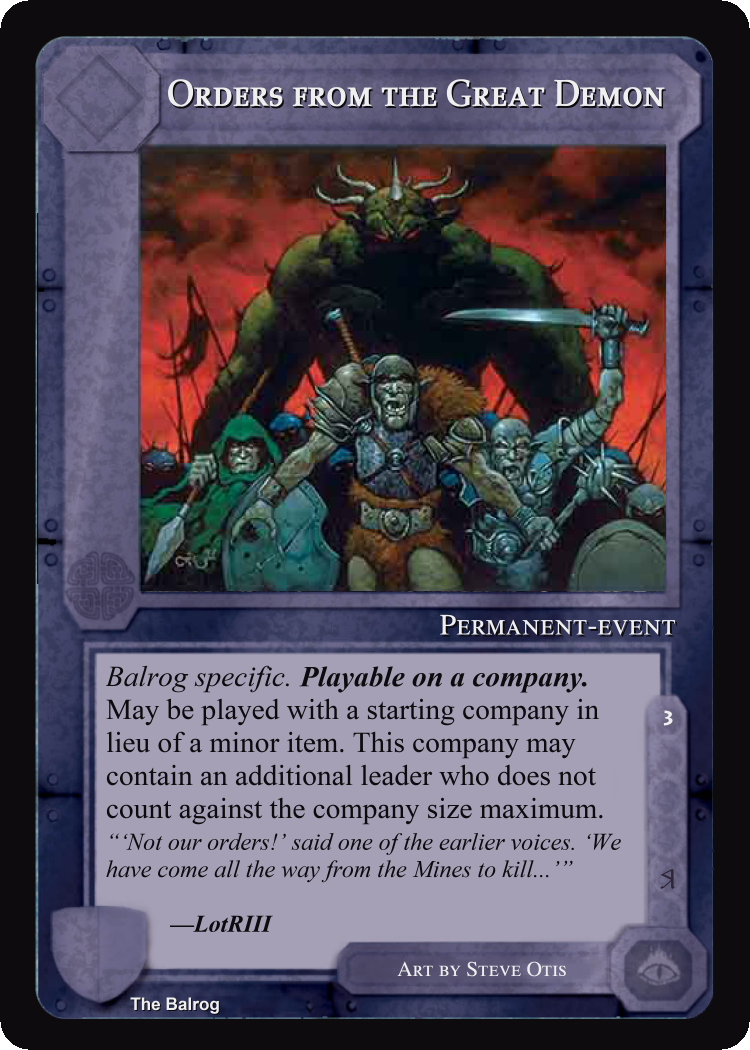 Orders from the Great Demon
Permanent-event
Balrog specific. Playable on a company.
May be played with a starting company in
lieu of a minor item. This company may
contain an additional leader who does not
count against the company size maximum.
“‘Not our orders!’ said one of the earlier voices. ‘We
have come all the way from the Mines to kill...’”
—LotRIII
3
Art by Steve Otis
The Balrog